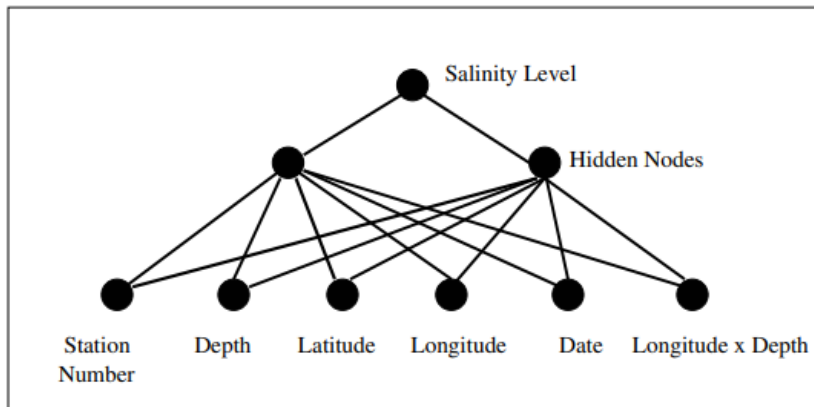 Salinity Level
Hidden Nodes
Station Number
Depth
Latitude
Longitude
Date
Longitude x Depth